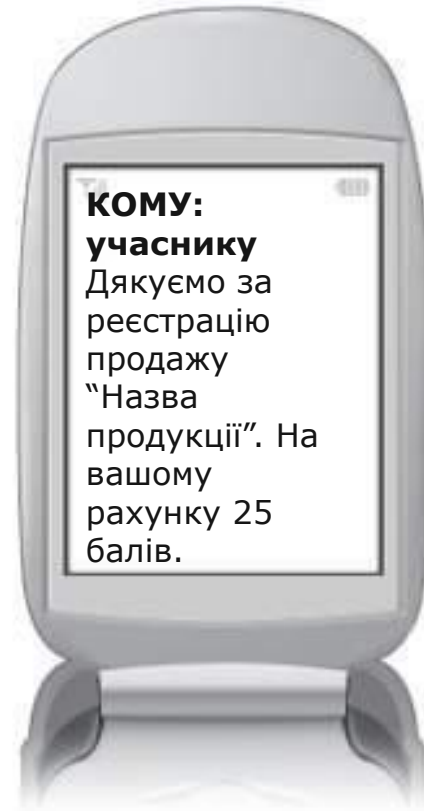 КОМУ:
учаснику
Дякуємо за
реєстрацію
продажу
“Назва
продукції”. На
вашому
рахунку 25
балів.